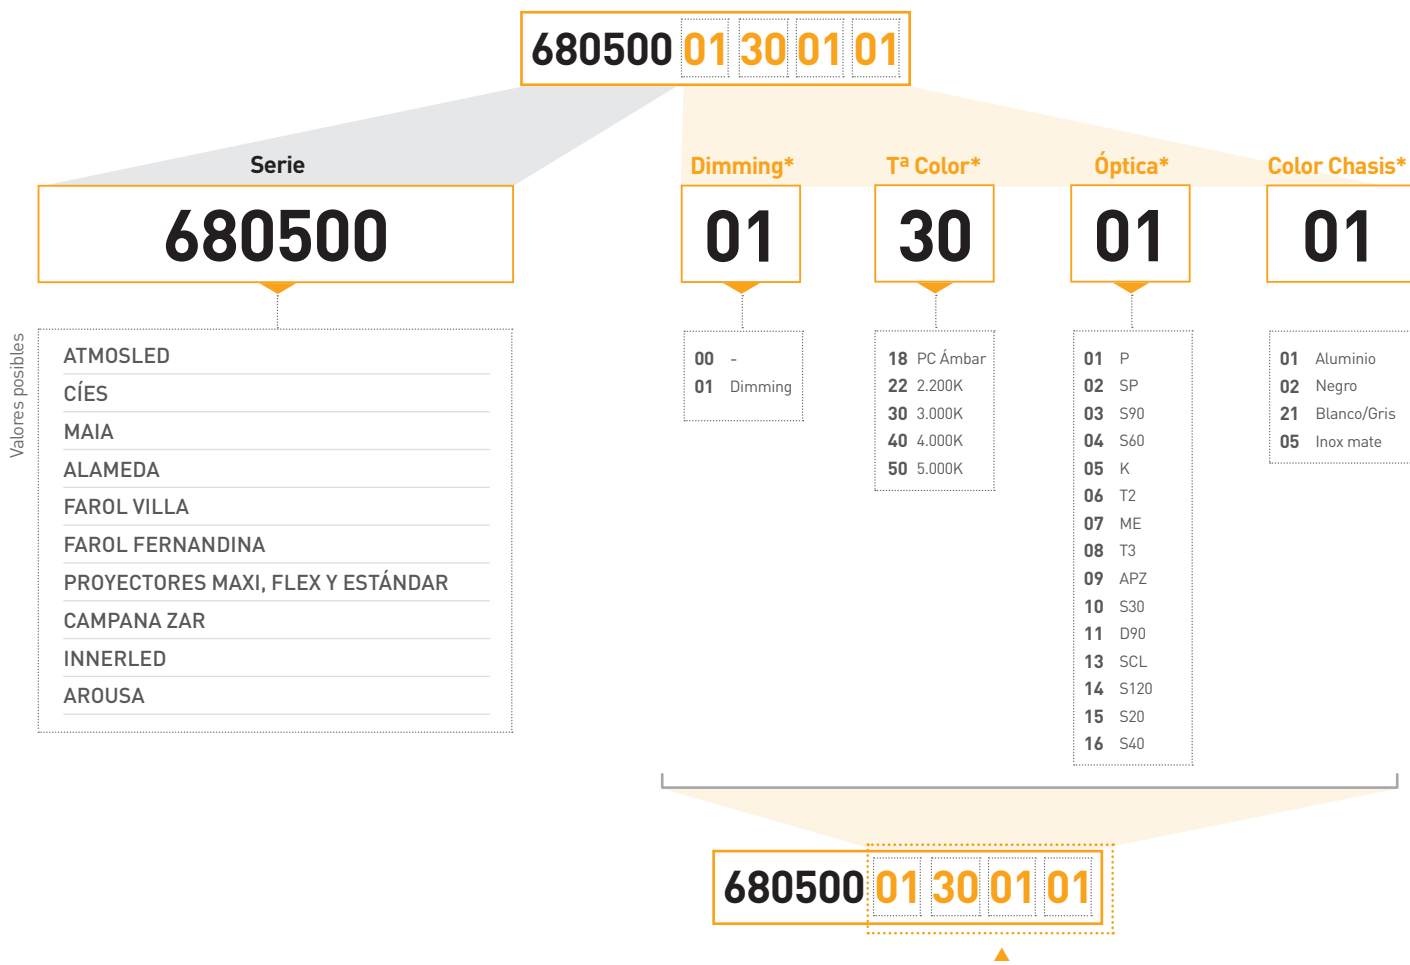 680500 01 30 01 01
Serie
680500
Valores posibles
ATMOSLED
CÍES
MAIA
ALAMEDA
FAROL VILLA
FAROL FERNANDINA
PROYECTORES MAXI, FLEX Y ESTÁNDAR
CAMPANA ZAR
INNERLED
AROUSA
Dimming*
01
00 -
01 Dimming
Tª Color*
30
18 PC Ámbar
22 2.200K
30 3.000K
40 4.000K
50 5.000K
Óptica*
01
01 P
02 SP
03 S90
04 S60
05 K
06 T2
07 ME
08 T3
09 APZ
10 S30
11 D90
13 SCL
14 S120
15 S20
16 S40
Color Chasis*
01
01 Aluminio
02 Negro
21 Blanco/Gris
05 Inox mate
680500 01 30 01 01